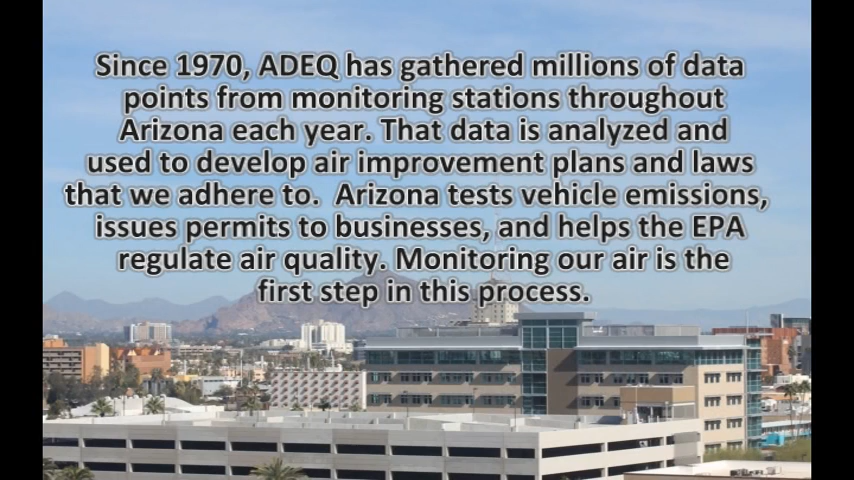 Since 1970, ADEQ has gathered millions of data
points from monitoring stations throughout
Arizona each year. That data is analyzed and
used to develop air improvement plans and laws
that we adhere to.  Arizona tests vehicle emissions,
issues permits to businesses, and helps the EPA
regulate air quality. Monitoring our air is the
first step in this process.